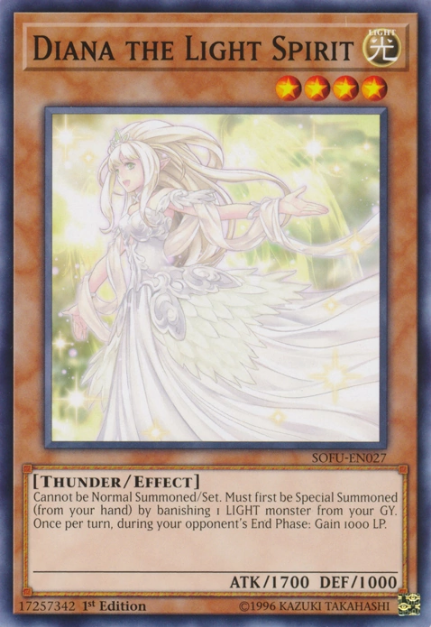 DIANA THE LIGHT SPIRIT
LIGHT
光
SOFU-EN027
[THUNDER/EFFECT]
Cannot be Normal Summoned/Set. Must first be Special Summoned
(from your hand) by banishing 1 LIGHT monster from your GY.
Once per turn, during your opponent's End Phase: Gain 1000 LP.
ATK/1700 DEF/1000
17257342 1st Edition ©1996 KAZUKI TAKAHASHI